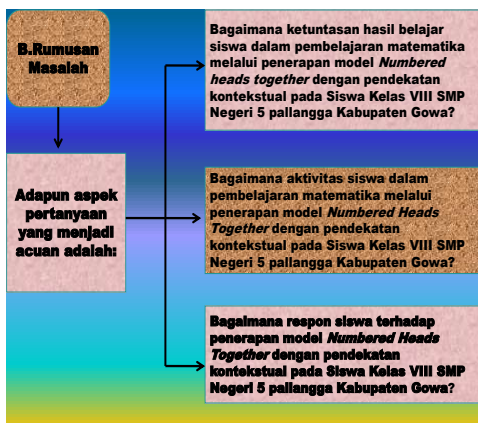 B.Rumusan
Masalah
Adapun aspek
pertanyaan
yang menjadi
acuan adalah:
Bagaimana ketuntasan hasil belajar
siswa dalam pembelajaran matematika
melalui penerapan model Numbered
heads together dengan pendekatan
kontekstual pada Siswa Kelas VIII SMP
Negeri 5 pallangga Kabupaten Gowa?
Bagaimana aktivitas siswa dalam
pembelajaran matematika melalui
penerapan model Numbered Heads
Together dengan pendekatan
kontekstual pada Siswa Kelas VIII SMP
Negeri 5 pallangga Kabupaten Gowa?
Bagaimana respon siswa terhadap
penerapan model Numbered Heads
Together dengan pendekatan
kontekstual pada Siswa Kelas VIII SMP
Negeri 5 pallangga Kabupaten Gowa?